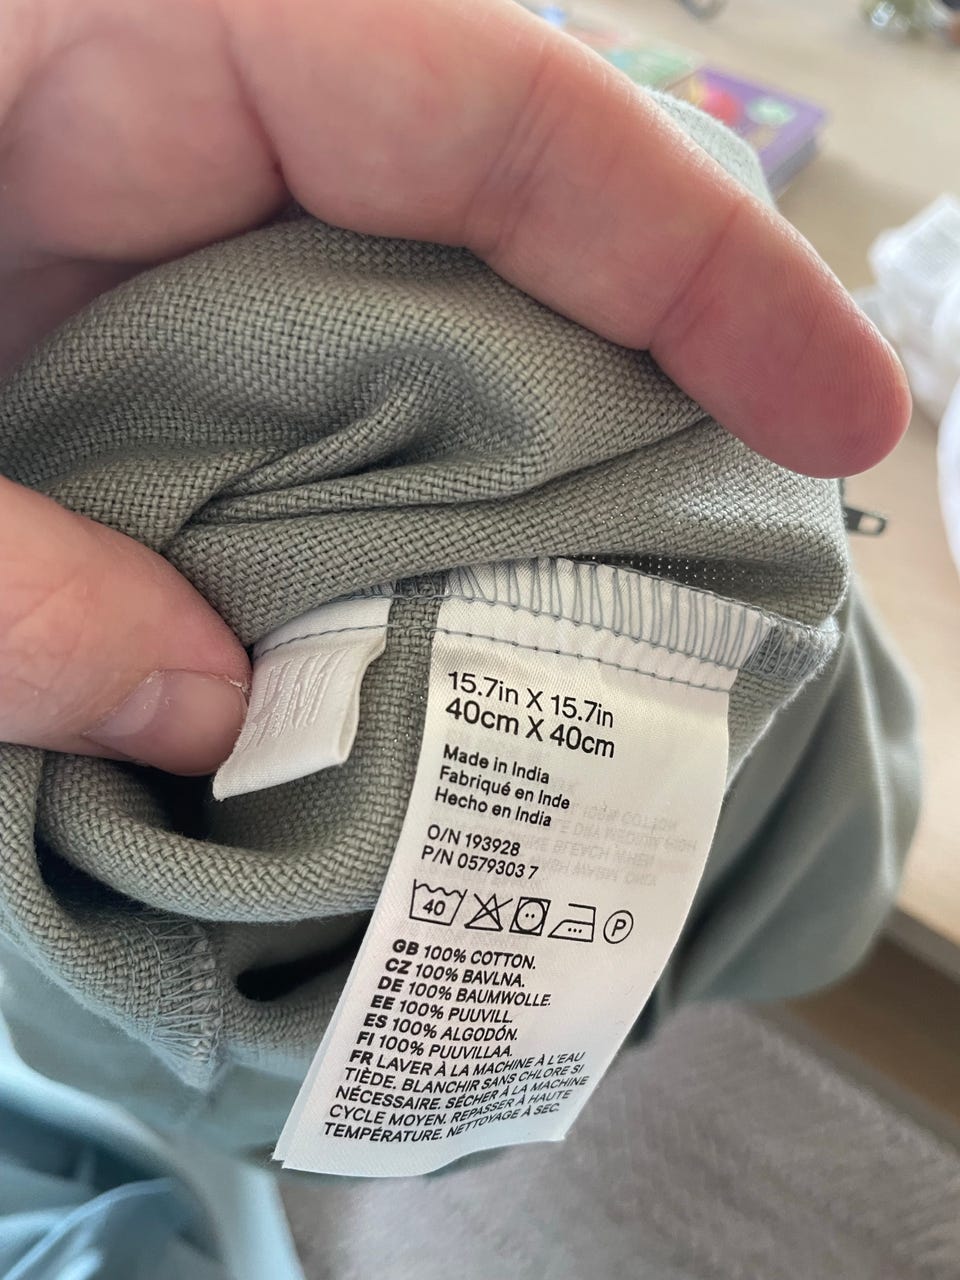 H&M
15.7in X 15.7in
40cm X 40cm
Made in India
Fabriqué en Inde
Hecho en India
O/N 193928
P/N 0579303 7
40
P
GB 100% COTTON.
CZ 100% BAVLNA.
DE 100% BAUMWOLLE.
EE 100% PUUVILL.
ES 100% ALGODÓN.
FI 100% PUUVILLAA.
FR LAVER À LA MACHINE À L'EAU
TIÈDE. BLANCHIR SANS CHLORE SI
NÉCESSAIRE. SÉCHER À LA MACHINE
CYCLE MOYEN. REPASSER À HAUTE
TEMPÉRATURE. NETTOYAGE À SEC.